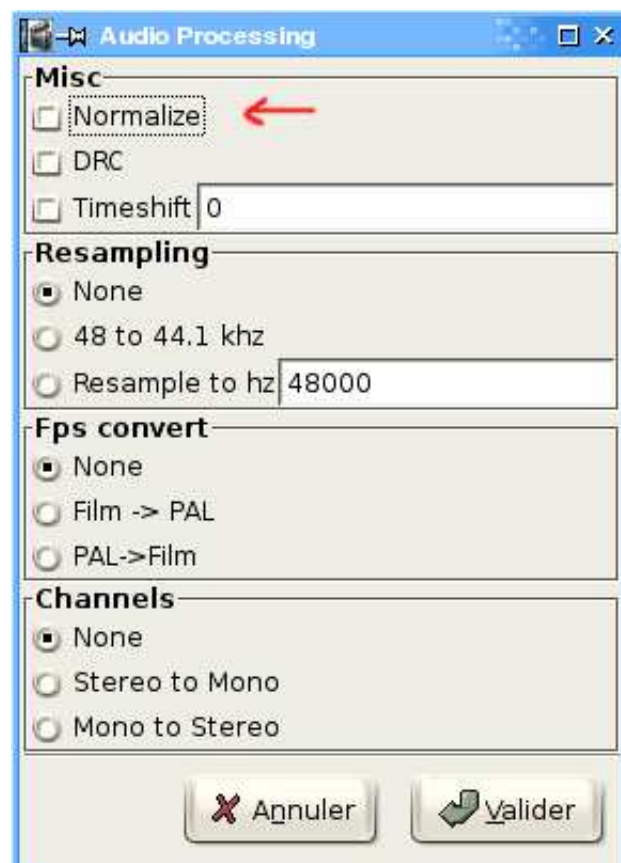 Audio Processing
Misc
Normalize
DRC
Timeshift 0
Resampling
None
48 to 44.1 khz
Resample to hz 48000
Fps convert
None
Film -> PAL
PAL->Film
Channels
None
Stereo to Mono
Mono to Stereo
Annuler Valider